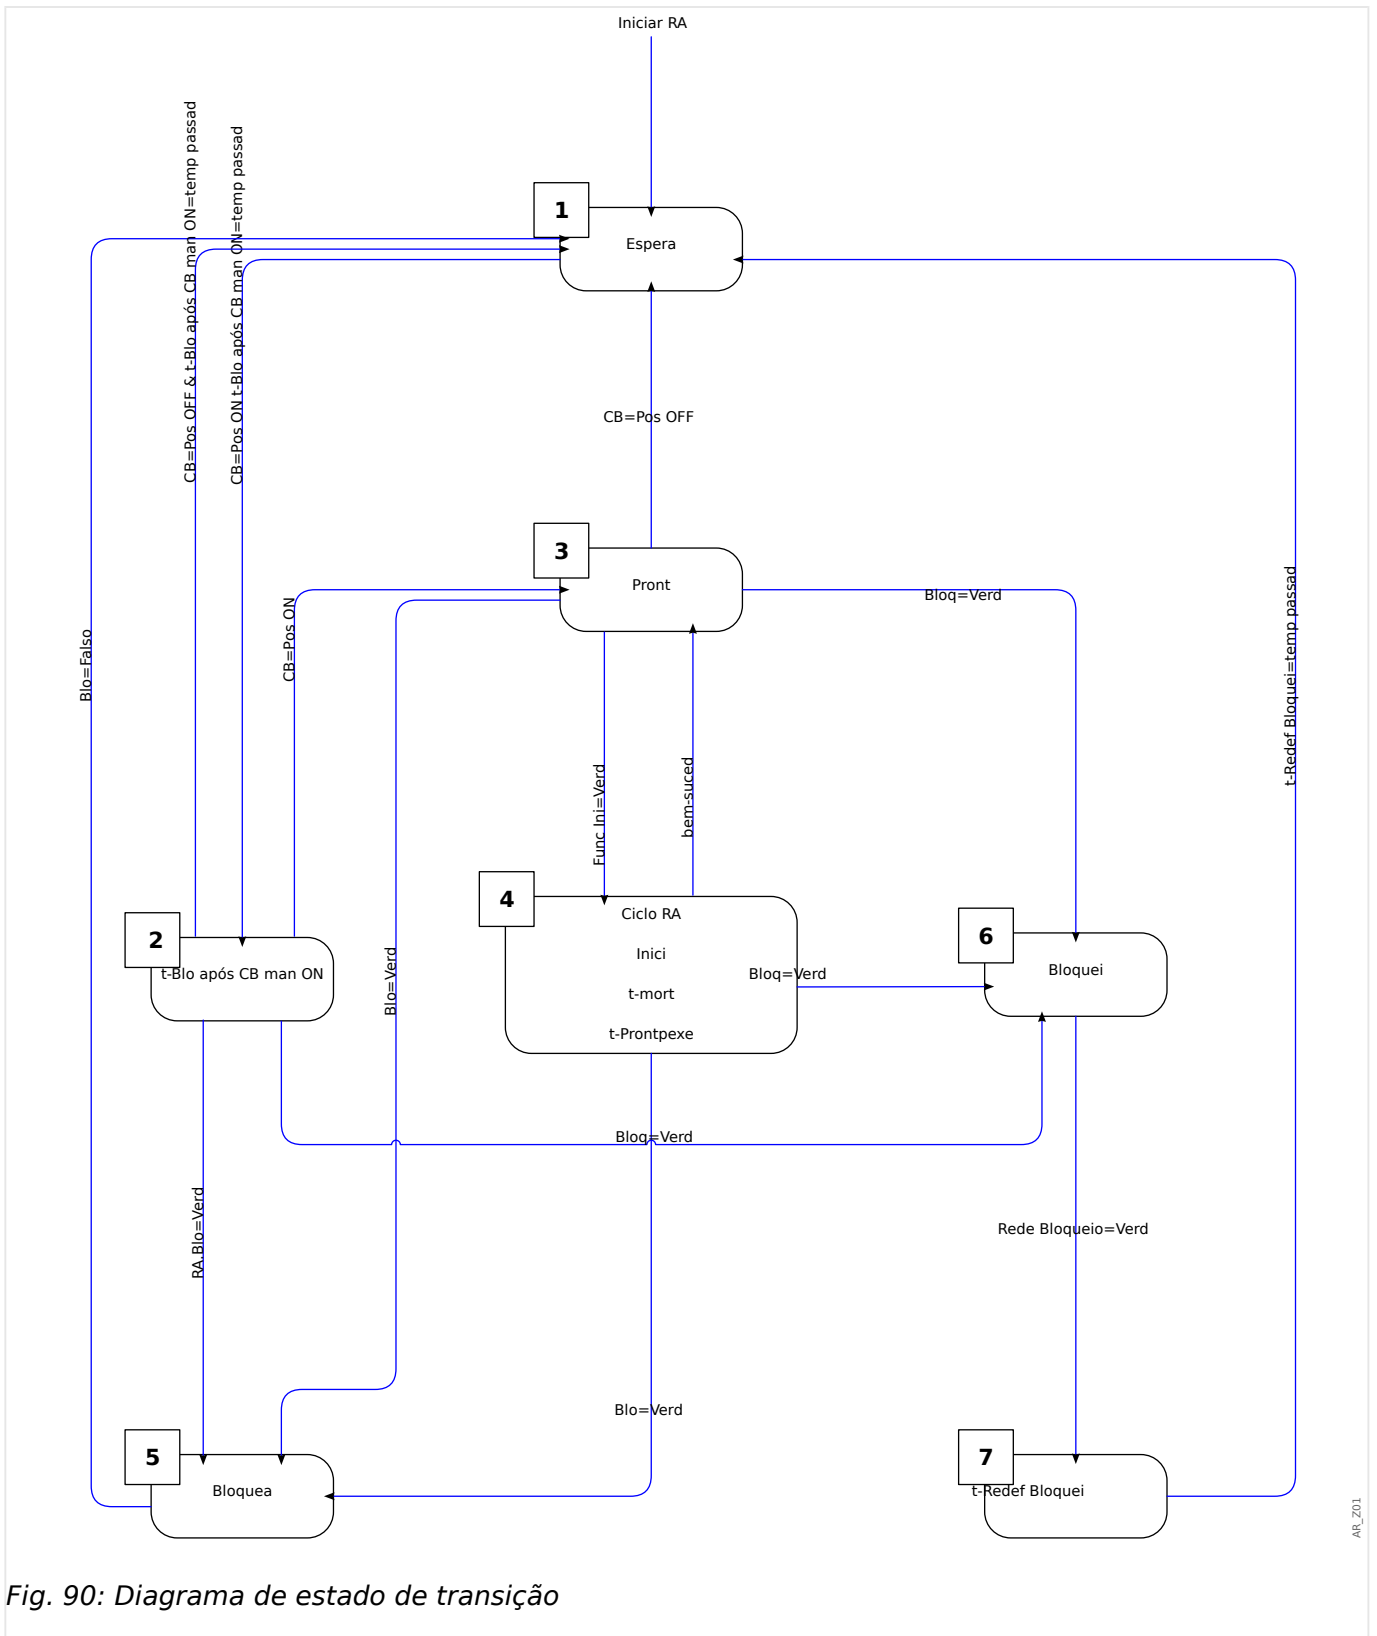 Iniciar RA
CB=Pos OFF & t-Blo após CB man ON=temp passad
CB=Pos ON t-Blo após CB man ON=temp passad
1
Espera
CB=Pos OFF
3
Pront
Bloq=Verd
t-Redef Bloquei=temp passad
Blo=Falso
CB=Pos ON
Func Ini=Verd
bem-suced
4
Ciclo RA
Inici
t-mort
t-Prontpexe
Bloq=Verd
6
Bloquei
2
t-Blo após CB man ON
Blo=Verd
Bloq=Verd
RA.Blo=Verd
Rede Bloqueio=Verd
Blo=Verd
5
Bloquea
7
t-Redef Bloquei
AR_Z01
Fig. 90: Diagrama de estado de transição